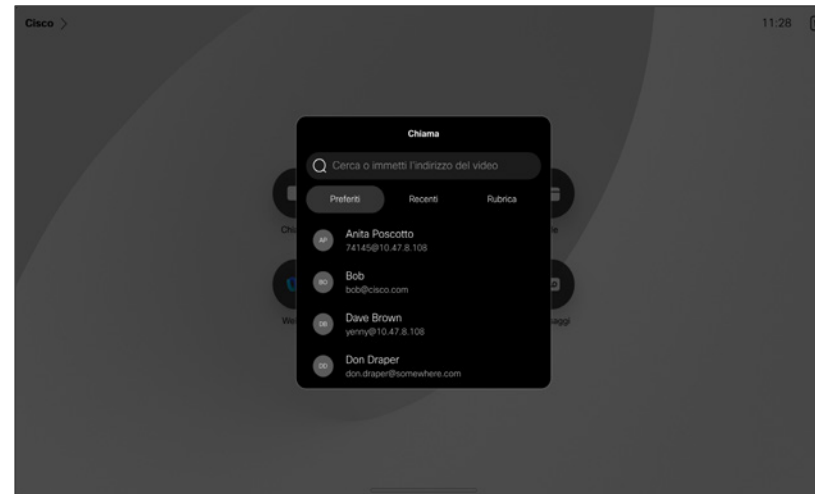 Cisco
11:28
Chiama
Cerca o immetti l'indirizzo del video
Preferiti
Recenti
Rubrica
AP
Anita Poscotto
74145@10.47.8.108
BO
Bob
bob@cisco.com
DB
Dave Brown
yenny@10.47.8.108
DD
Don Draper
don.draper@somewhere.com